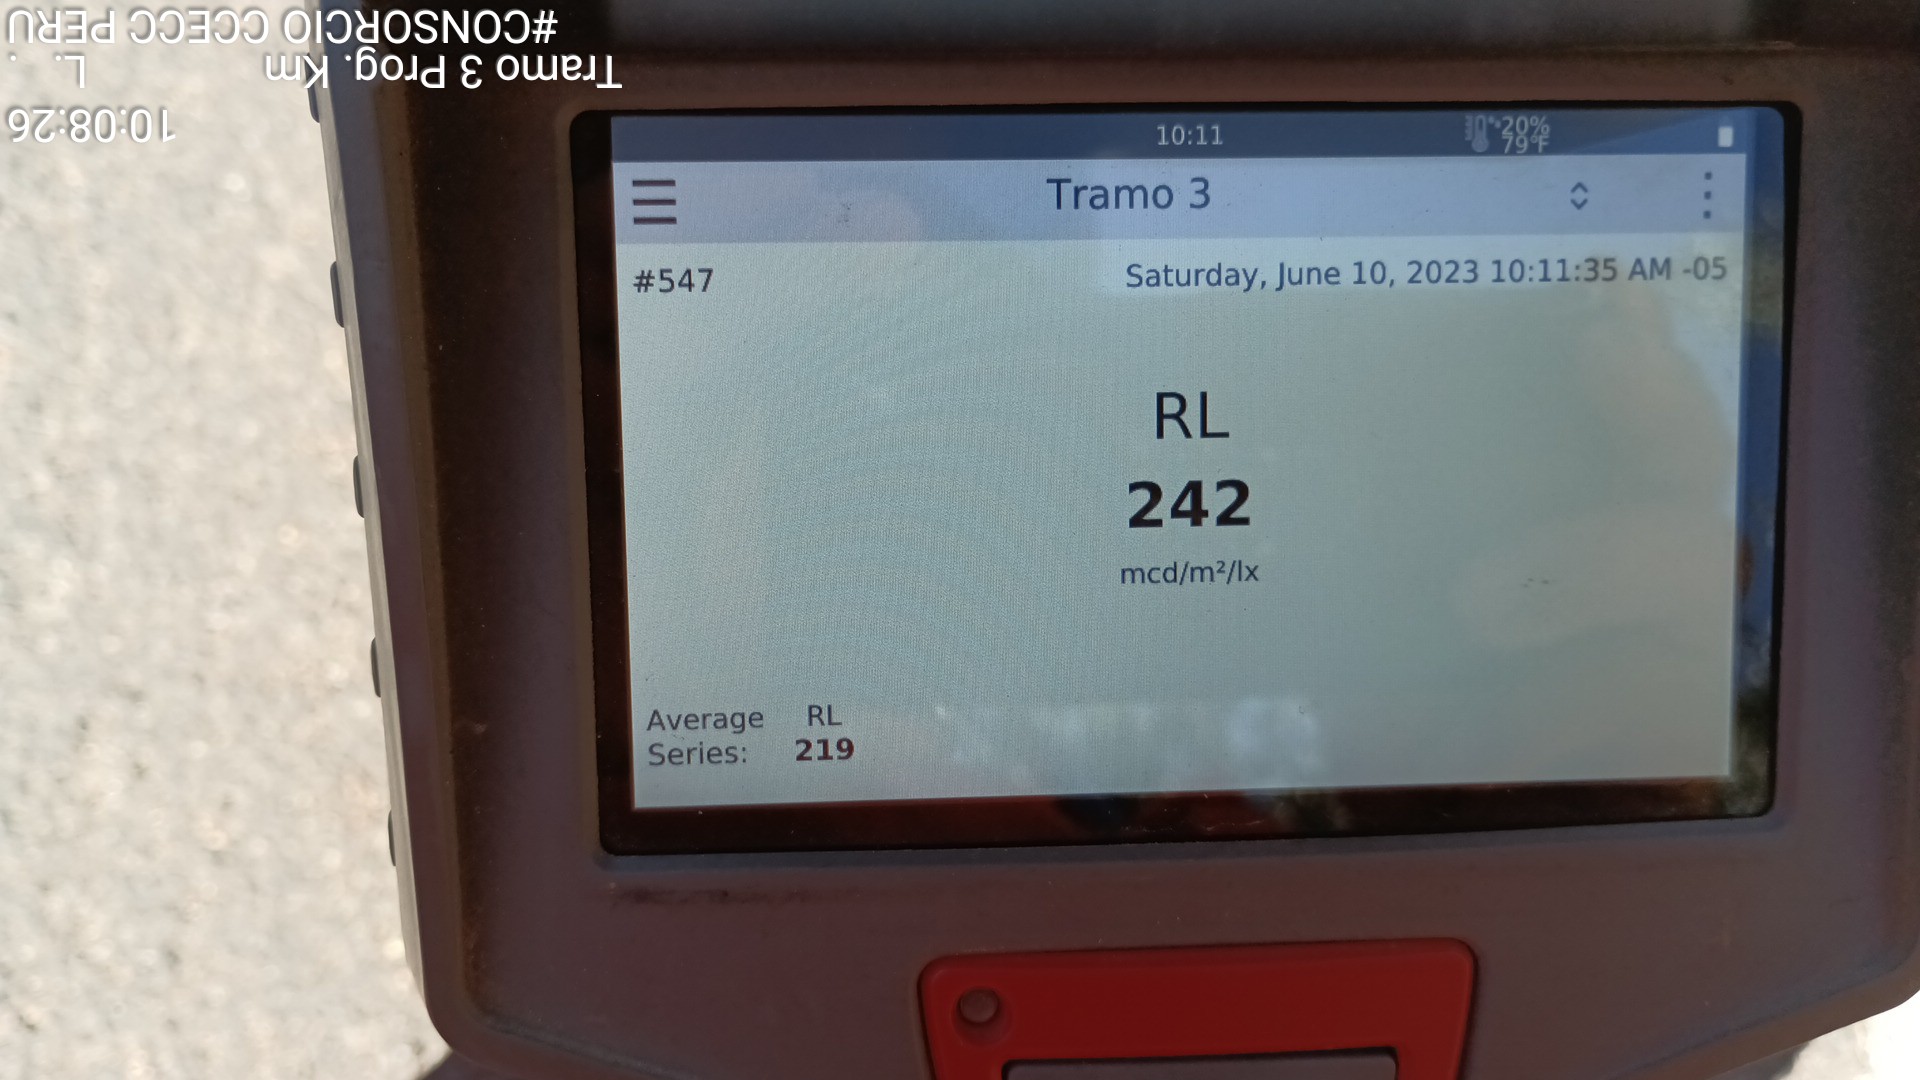 10:11 20% 79°F
Tramo 3
#547 Saturday, June 10, 2023 10:11:35 AM -05
RL
242
mcd/m²/lx
Average RL
Series: 219
10:08:26
Tramo 3 Prog. Km L. .
#CONSORCIO CCECC PERU